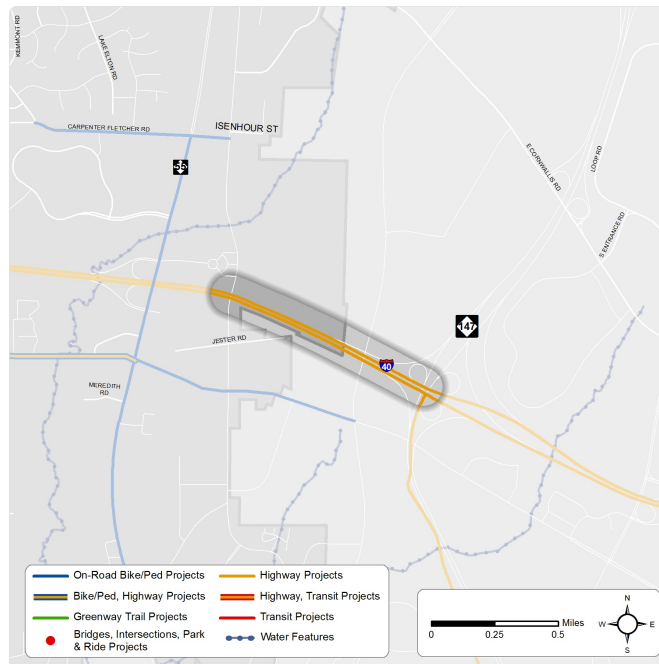 KEMMONT RD
LAKE ELTON RD
CARPENTER FLETCHER RD
ISENHOUR ST
55
E CORNWALLIS RD
LOOP RD
S ENTRANCE RD
147
JESTER RD
40
MEREDITH
RD
On-Road Bike/Ped Projects
Highway Projects
Bike/Ped, Highway Projects
Highway, Transit Projects
Greenway Trail Projects
Transit Projects
Bridges, Intersections, Park
& Ride Projects
Water Features
Miles
0 0.25 0.5
N
W E
S